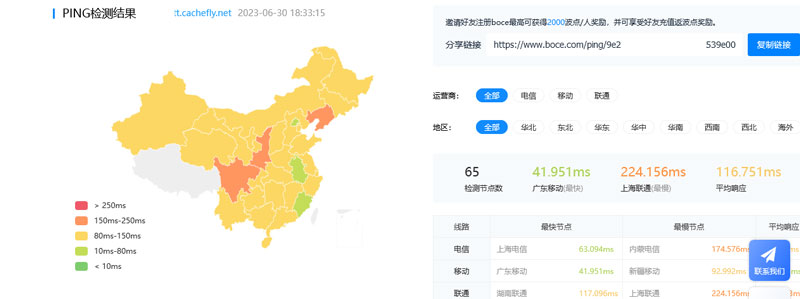 PING检测结果 t.cachefly.net 2023-06-30 18:33:15
> 250ms
150ms-250ms
80ms-150ms
10ms-80ms
< 10ms
邀请好友注册boce最高可获得2000波点/人奖励，并可享受好友充值返波点奖励。
分享链接 https://www.boce.com/ping/9e2 539e00 复制链接
运营商： 全部 电信 移动 联通
地区： 全部 华北 东北 华东 华中 华南 西南 西北 海外
65 41.951ms 224.156ms 116.751ms
检测节点数 广东移动(最快) 上海联通(最慢) 平均响应
线路 最快节点 最慢节点 平均响应
电信 上海电信 63.094ms 内蒙电信 174.576ms
移动 广东移动 41.951ms 新疆移动 92.992ms
联通 湖南联通 117.096ms 上海联通 224.156ms
联系我们